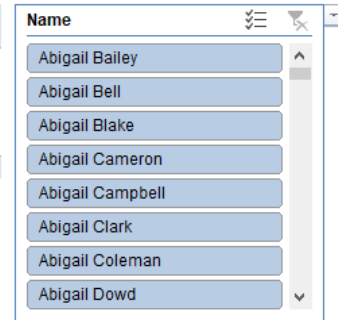 Name
Abigail Bailey
Abigail Bell
Abigail Blake
Abigail Cameron
Abigail Campbell
Abigail Clark
Abigail Coleman
Abigail Dowd